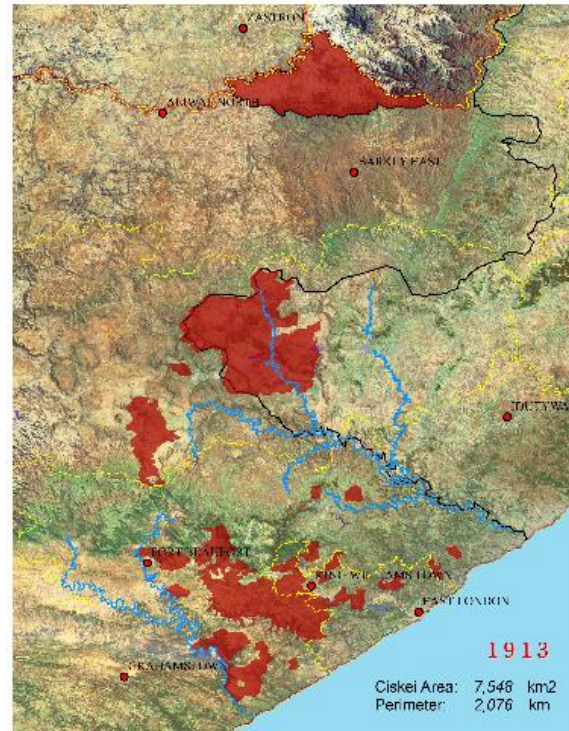 ZASTRON
ALIWAL NORTH
BARKLY EAST
IDUTYWA
FORT BEAUFORT
KING WILLIAMS TOWN
EAST LONDON
GRAHAMSTOWN
1913
Ciskei Area: 7,548 km2
Perimeter: 2,076 km